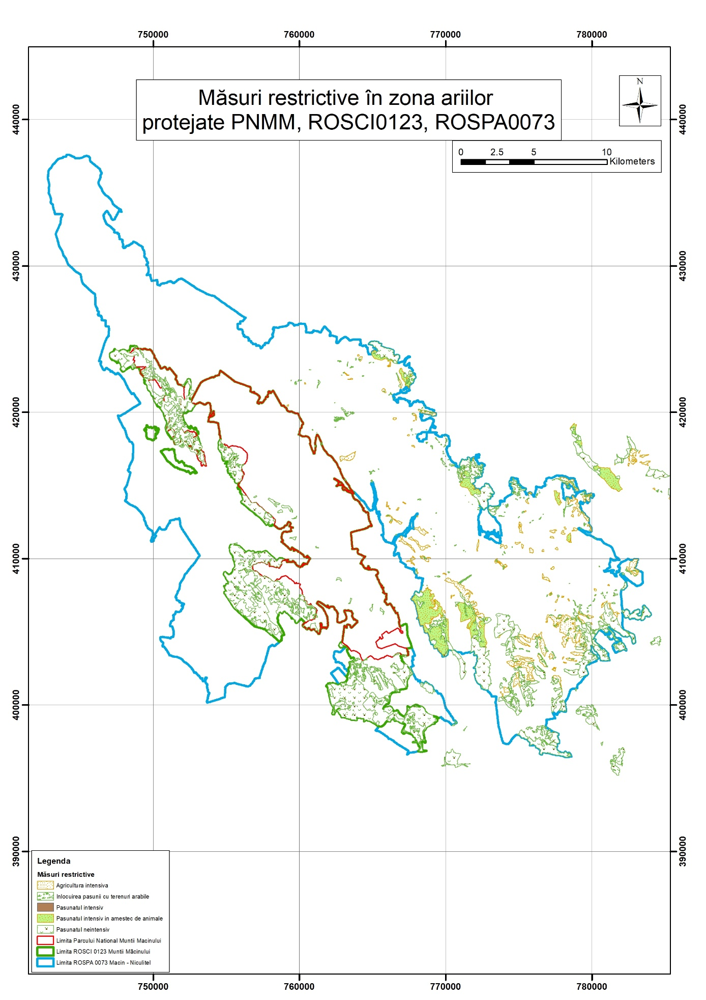 750000 760000 770000 780000
Măsuri restrictive în zona ariilor
protejate PNMM, ROSCI0123, ROSPA0073
N
0 2.5 5 10
Kilometers
440000 440000
430000 430000
420000 420000
410000 410000
400000 400000
390000 390000
Legenda
Măsuri restrictive
Agricultura intensiva
Inlocuirea pasunii cu terenuri arabile
Pasunatul intensiv
Pasunatul intensiv in amestec de animale
Pasunatul neintensiv
Limita Parcului National Muntii Macinului
Limita ROSCI 0123 Muntii Măcinului
Limita ROSPA 0073 Macin - Niculitel
750000 760000 770000 780000